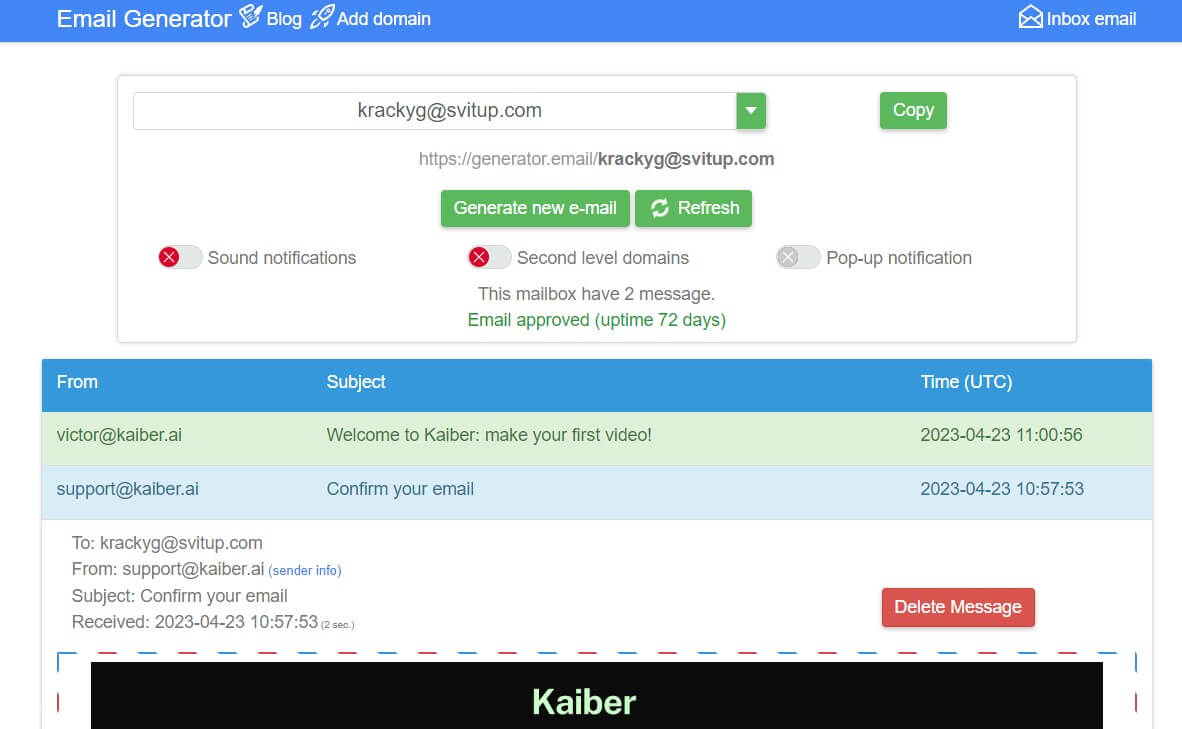 Email Generator Blog Add domain Inbox email
krackyg@svitup.com Copy
https://generator.email/krackyg@svitup.com
Generate new e-mail Refresh
Sound notifications Second level domains Pop-up notification
This mailbox have 2 message.
Email approved (uptime 72 days)
From Subject Time (UTC)
victor@kaiber.ai Welcome to Kaiber: make your first video! 2023-04-23 11:00:56
support@kaiber.ai Confirm your email 2023-04-23 10:57:53
To: krackyg@svitup.com
From: support@kaiber.ai (sender info)
Subject: Confirm your email
Delete Message
Received: 2023-04-23 10:57:53 (2 sec.)
Kaiber